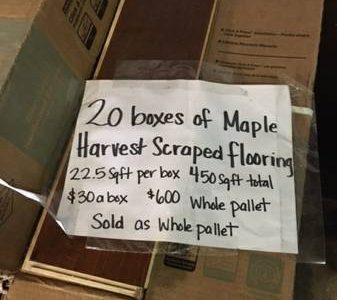 20 boxes of Maple
Harvest Scraped flooring
22.5 sqft per box 450 sqft total
$30 a box $600 Whole pallet
Sold as Whole pallet